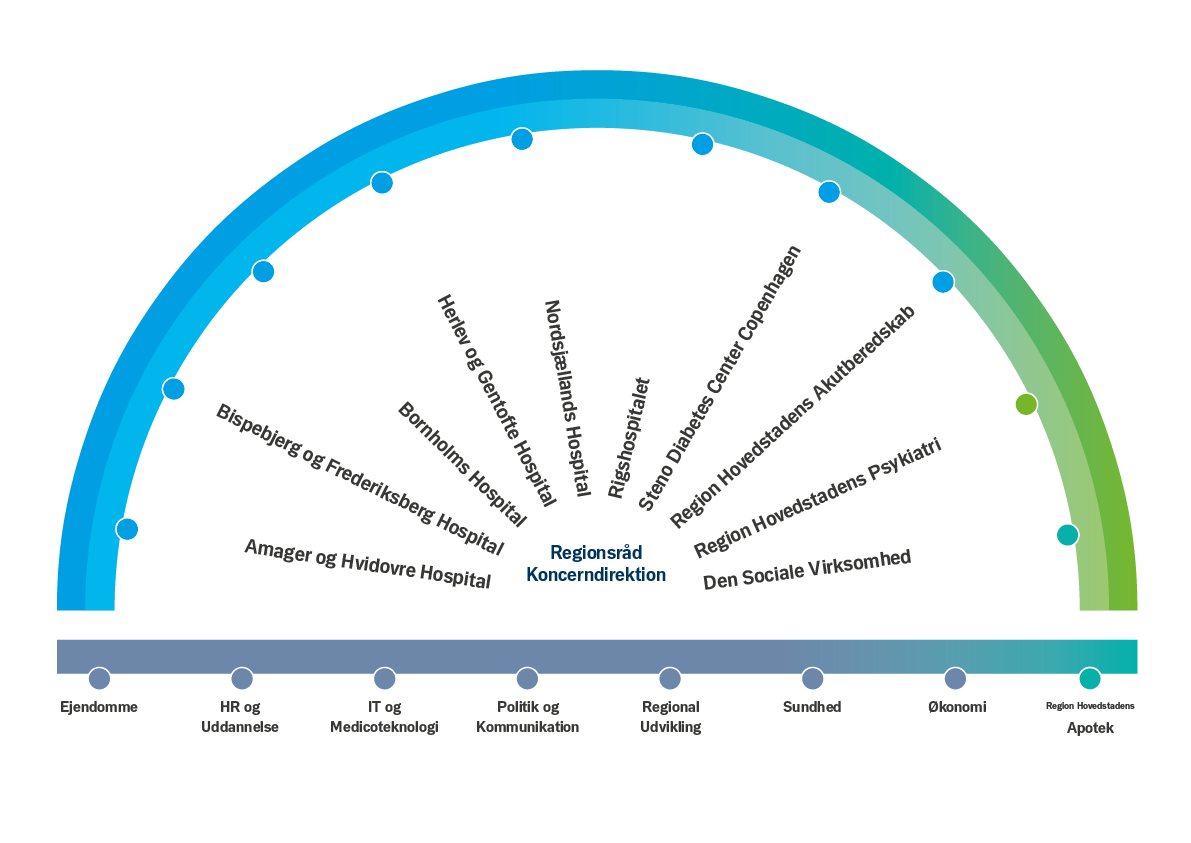 Amager og Hvidovre Hospital
Bispebjerg og Frederiksberg Hospital
Bornholms Hospital
Herlev og Gentofte Hospital
Nordsjællands Hospital
Rigshospitalet
Steno Diabetes Center Copenhagen
Region Hovedstadens Akutberedskab
Region Hovedstadens Psykiatri
Den Sociale Virksomhed
Regionsråd
Koncerndirektion
Ejendomme
HR og
Uddannelse
IT og
Medicoteknologi
Politik og
Kommunikation
Regional
Udvikling
Sundhed
Økonomi
Region Hovedstadens
Apotek